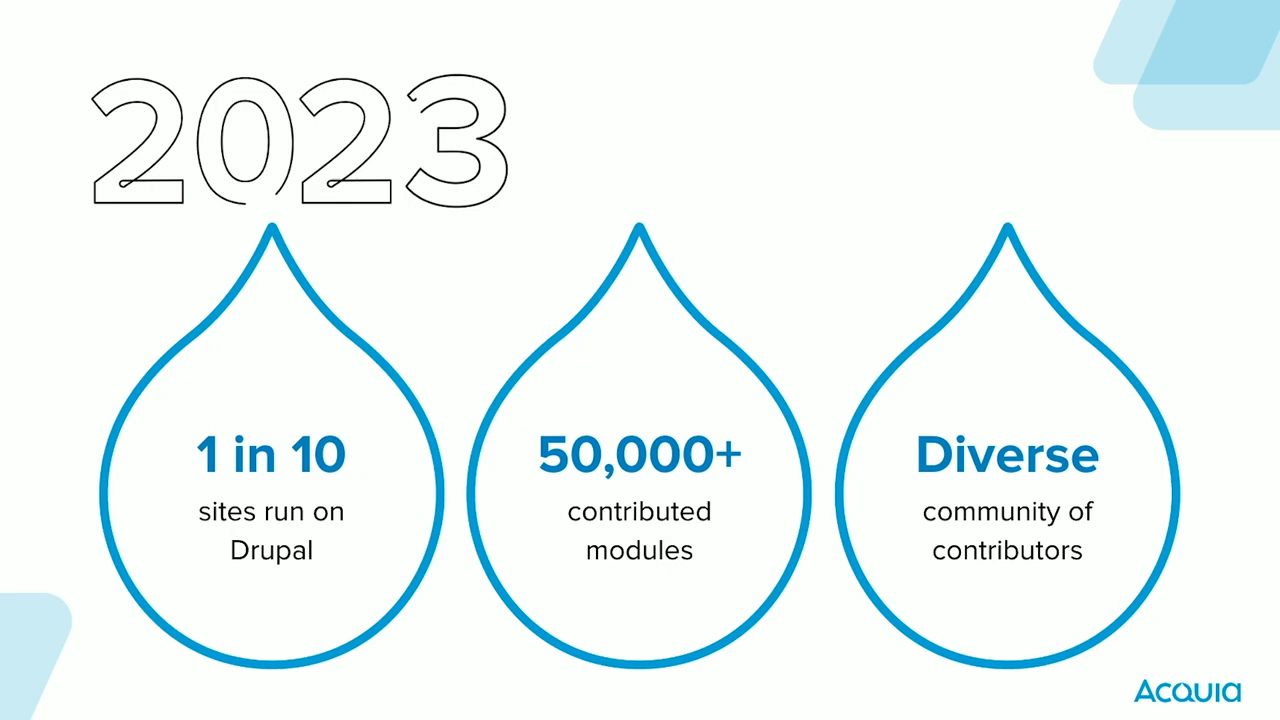 2023
1 in 10
sites run on
Drupal
50,000+
contributed
modules
Diverse
community of
contributors
Acquia